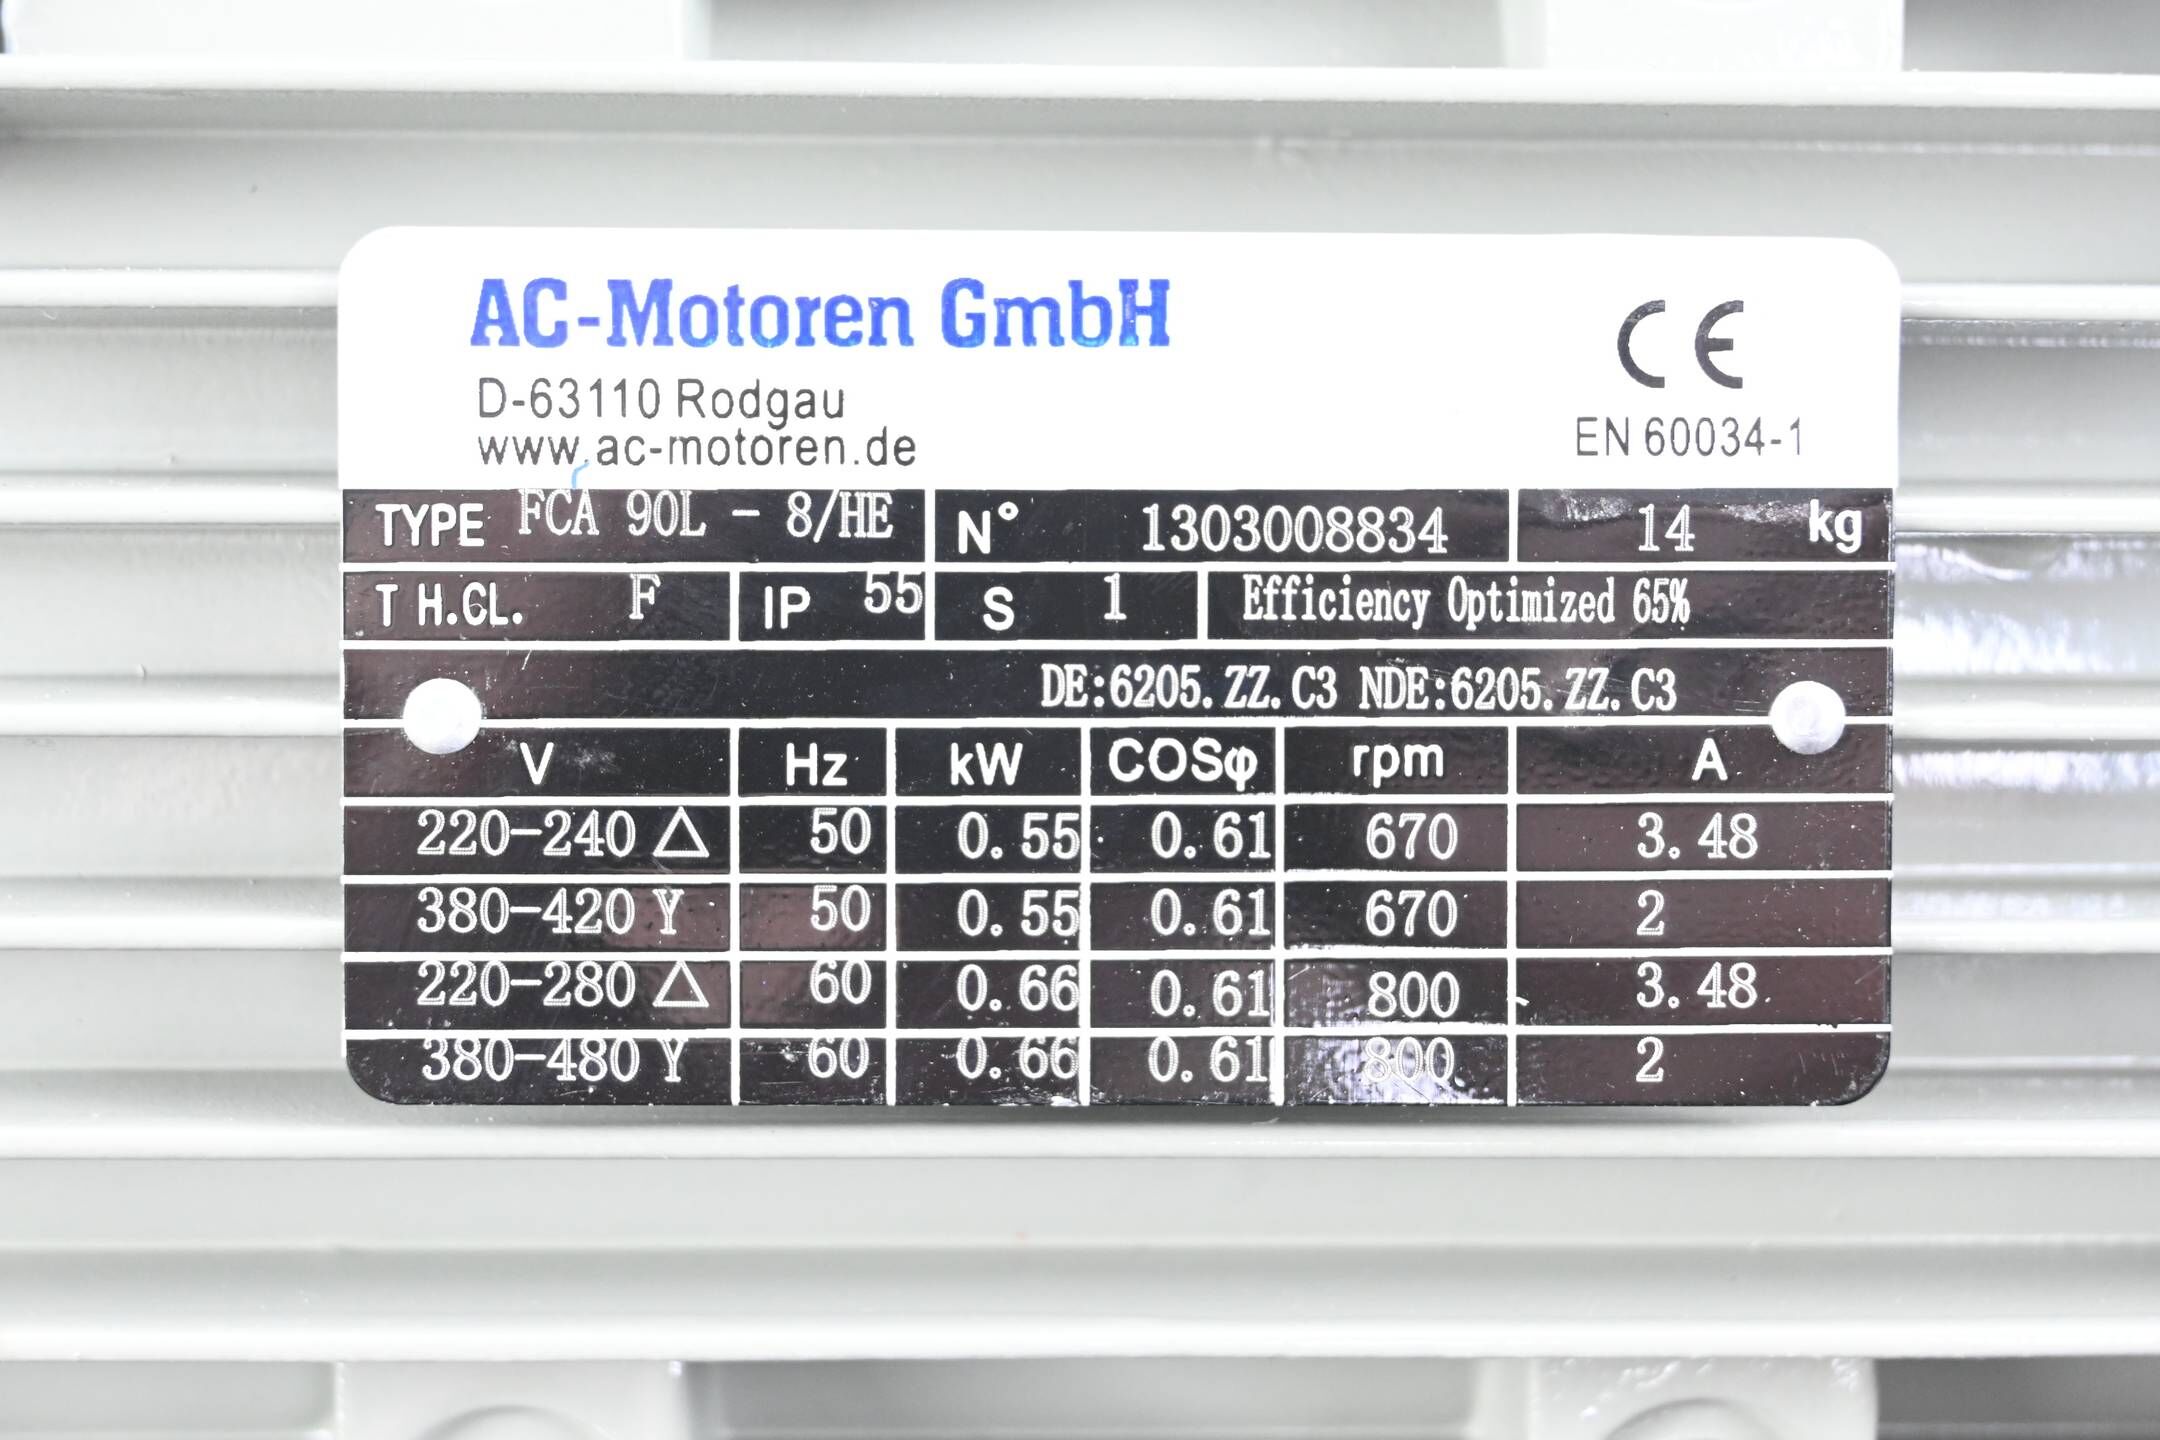 AC-Motoren GmbH
D-63110 Rodgau
www.ac-motoren.de
CE
EN 60034-1
TYPE FCA 90L - 8/HE N° 1303008834 14 kg
T H.CL. F IP 55 S 1 Efficiency Optimized 65%
DE:6205.ZZ.C3 NDE:6205.ZZ.C3
V Hz kW COSφ rpm A
220-240 △ 50 0.55 0.61 670 3.48
380-420 Y 50 0.55 0.61 670 2
220-280 △ 60 0.66 0.61 800 3.48
380-480 Y 60 0.66 0.61 800 2